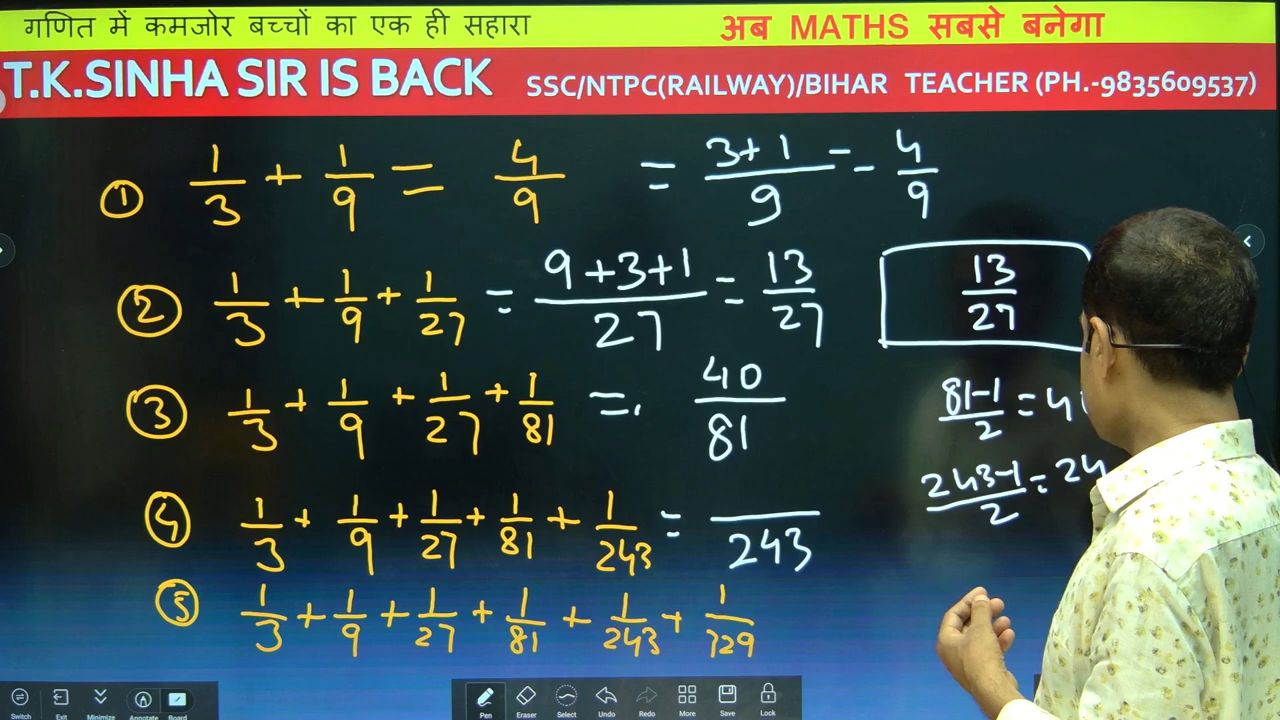 गणित में कमजोर बच्चों का एक ही सहारा अब MATHS सबसे बनेगा
T.K.SINHA SIR IS BACK SSC/NTPC(RAILWAY)/BIHAR TEACHER (PH.-9835609537)
① 1/3 + 1/9 = 4/9 = 3+1/9 = 4/9
② 1/3 + 1/9 + 1/27 = 9+3+1/27 = 13/27
13/27
③ 1/3 + 1/9 + 1/27 + 1/81 = 40/81
81-1/2 = 4
243-1/2 = 24
④ 1/3 + 1/9 + 1/27 + 1/81 + 1/243 = /243
⑤ 1/3 + 1/9 + 1/27 + 1/81 + 1/243 + 1/729
Switch Exit Minimize Annotate Board Pen Eraser Select Undo Redo More Save Lock